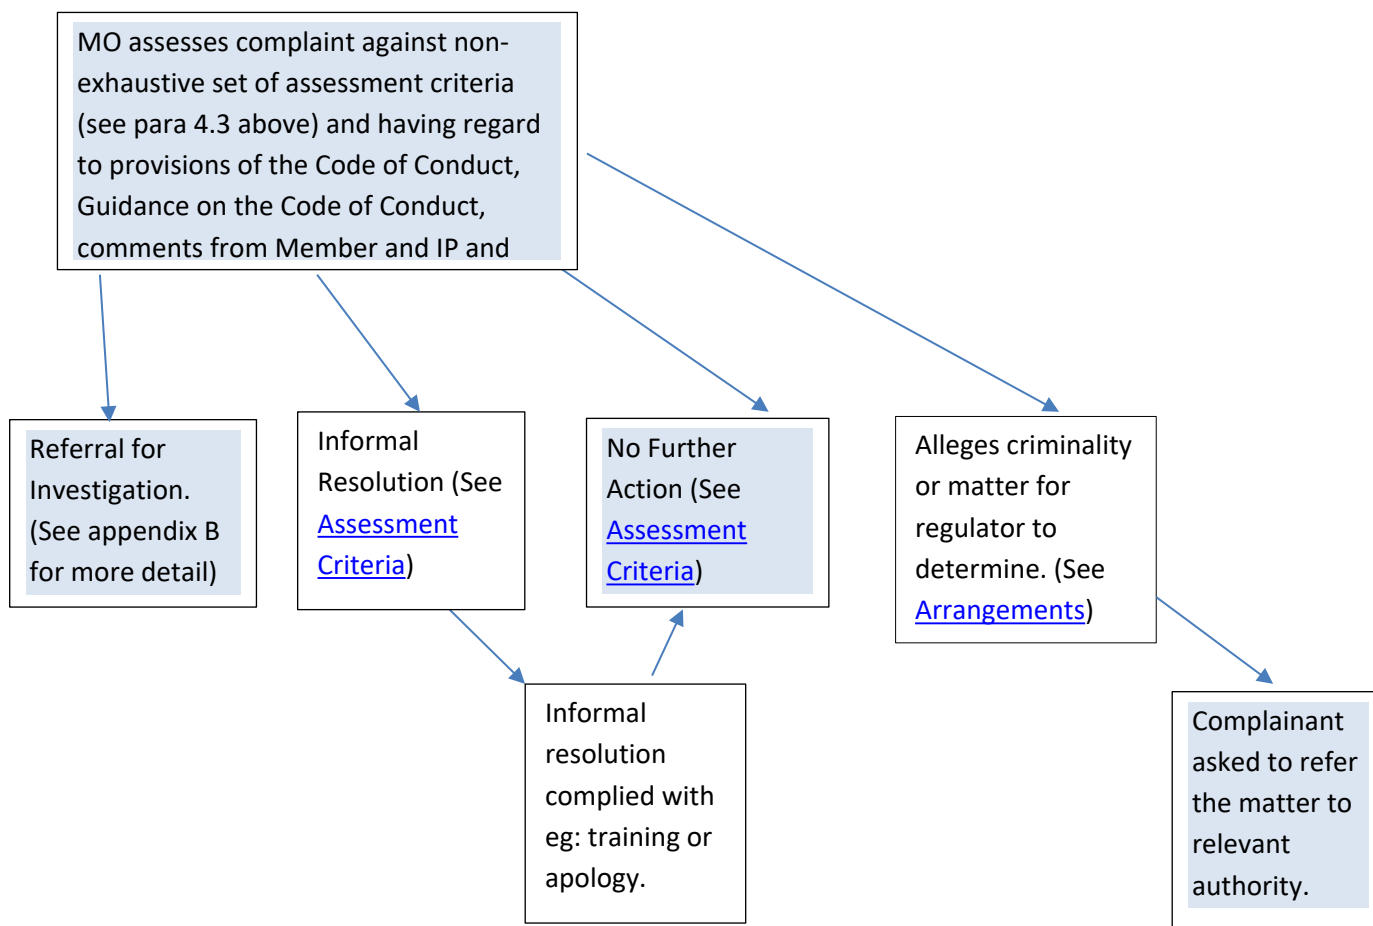 MO assesses complaint against non-
exhaustive set of assessment criteria
(see para 4.3 above) and having regard
to provisions of the Code of Conduct,
Guidance on the Code of Conduct,
comments from Member and IP and
Referral for
Investigation.
(See appendix B
for more detail)
Informal
Resolution (See
Assessment
Criteria)
No Further
Action (See
Assessment
Criteria)
Alleges criminality
or matter for
regulator to
determine. (See
Arrangements)
Informal
resolution
complied with
eg: training or
apology.
Complainant
asked to refer
the matter to
relevant
authority.